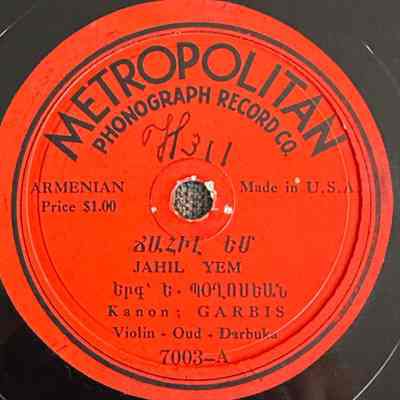 METROPOLITAN
PHONOGRAPH RECORD CO.
H311
ARMENIAN
Price $1.00
Made in U.S.A.
ՃԱՀԻԼ ԵՄ
JAHIL YEM
Երգ՝ Ե. ՊՕՂՈՍԵԱՆ
Kanon; GARBIS
Violin - Oud - Darbuka
7003-A